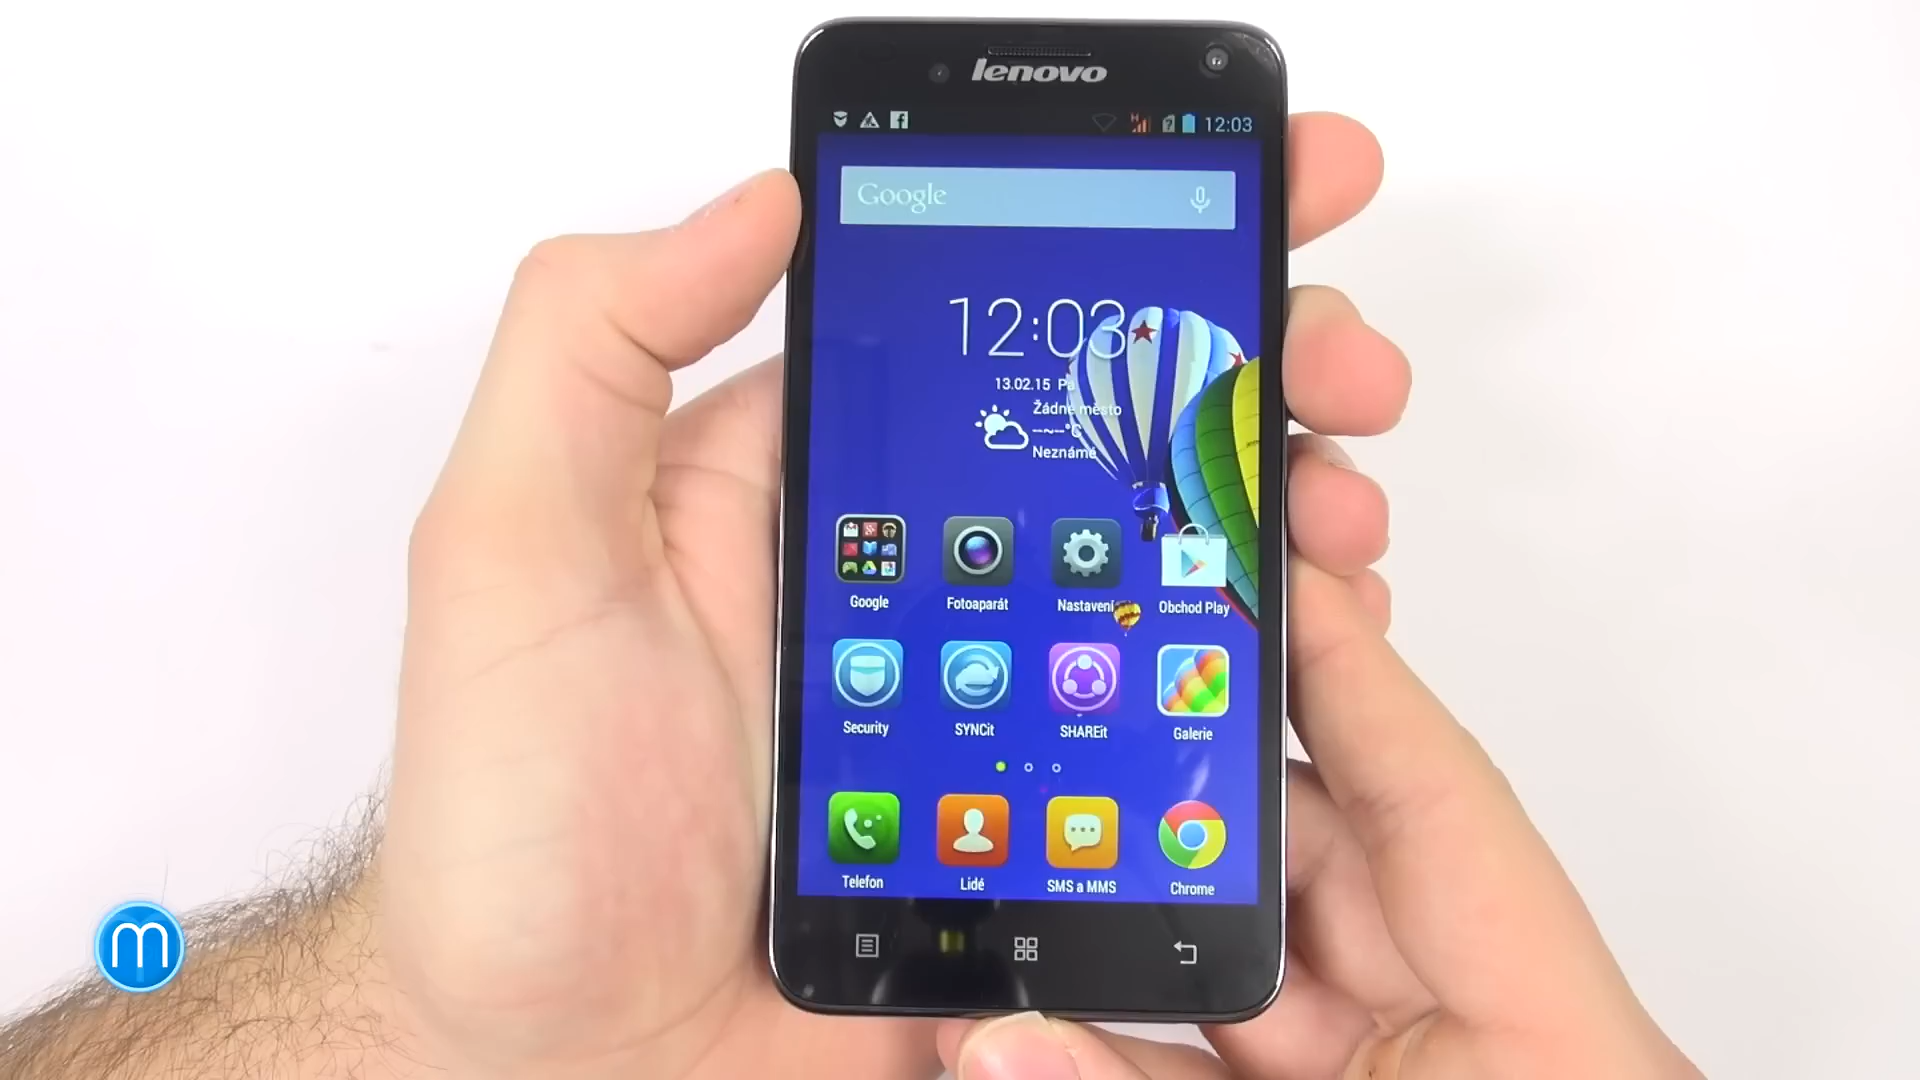 lenovo
12:03
Google
12:03
13.02.15 Pá
Žádné město
--~--°C
Neznámé
Google
Fotoaparát
Nastavení
Obchod Play
Security
SYNCit
SHAREit
Galerie
Telefon
Lidé
SMS a MMS
Chrome
m